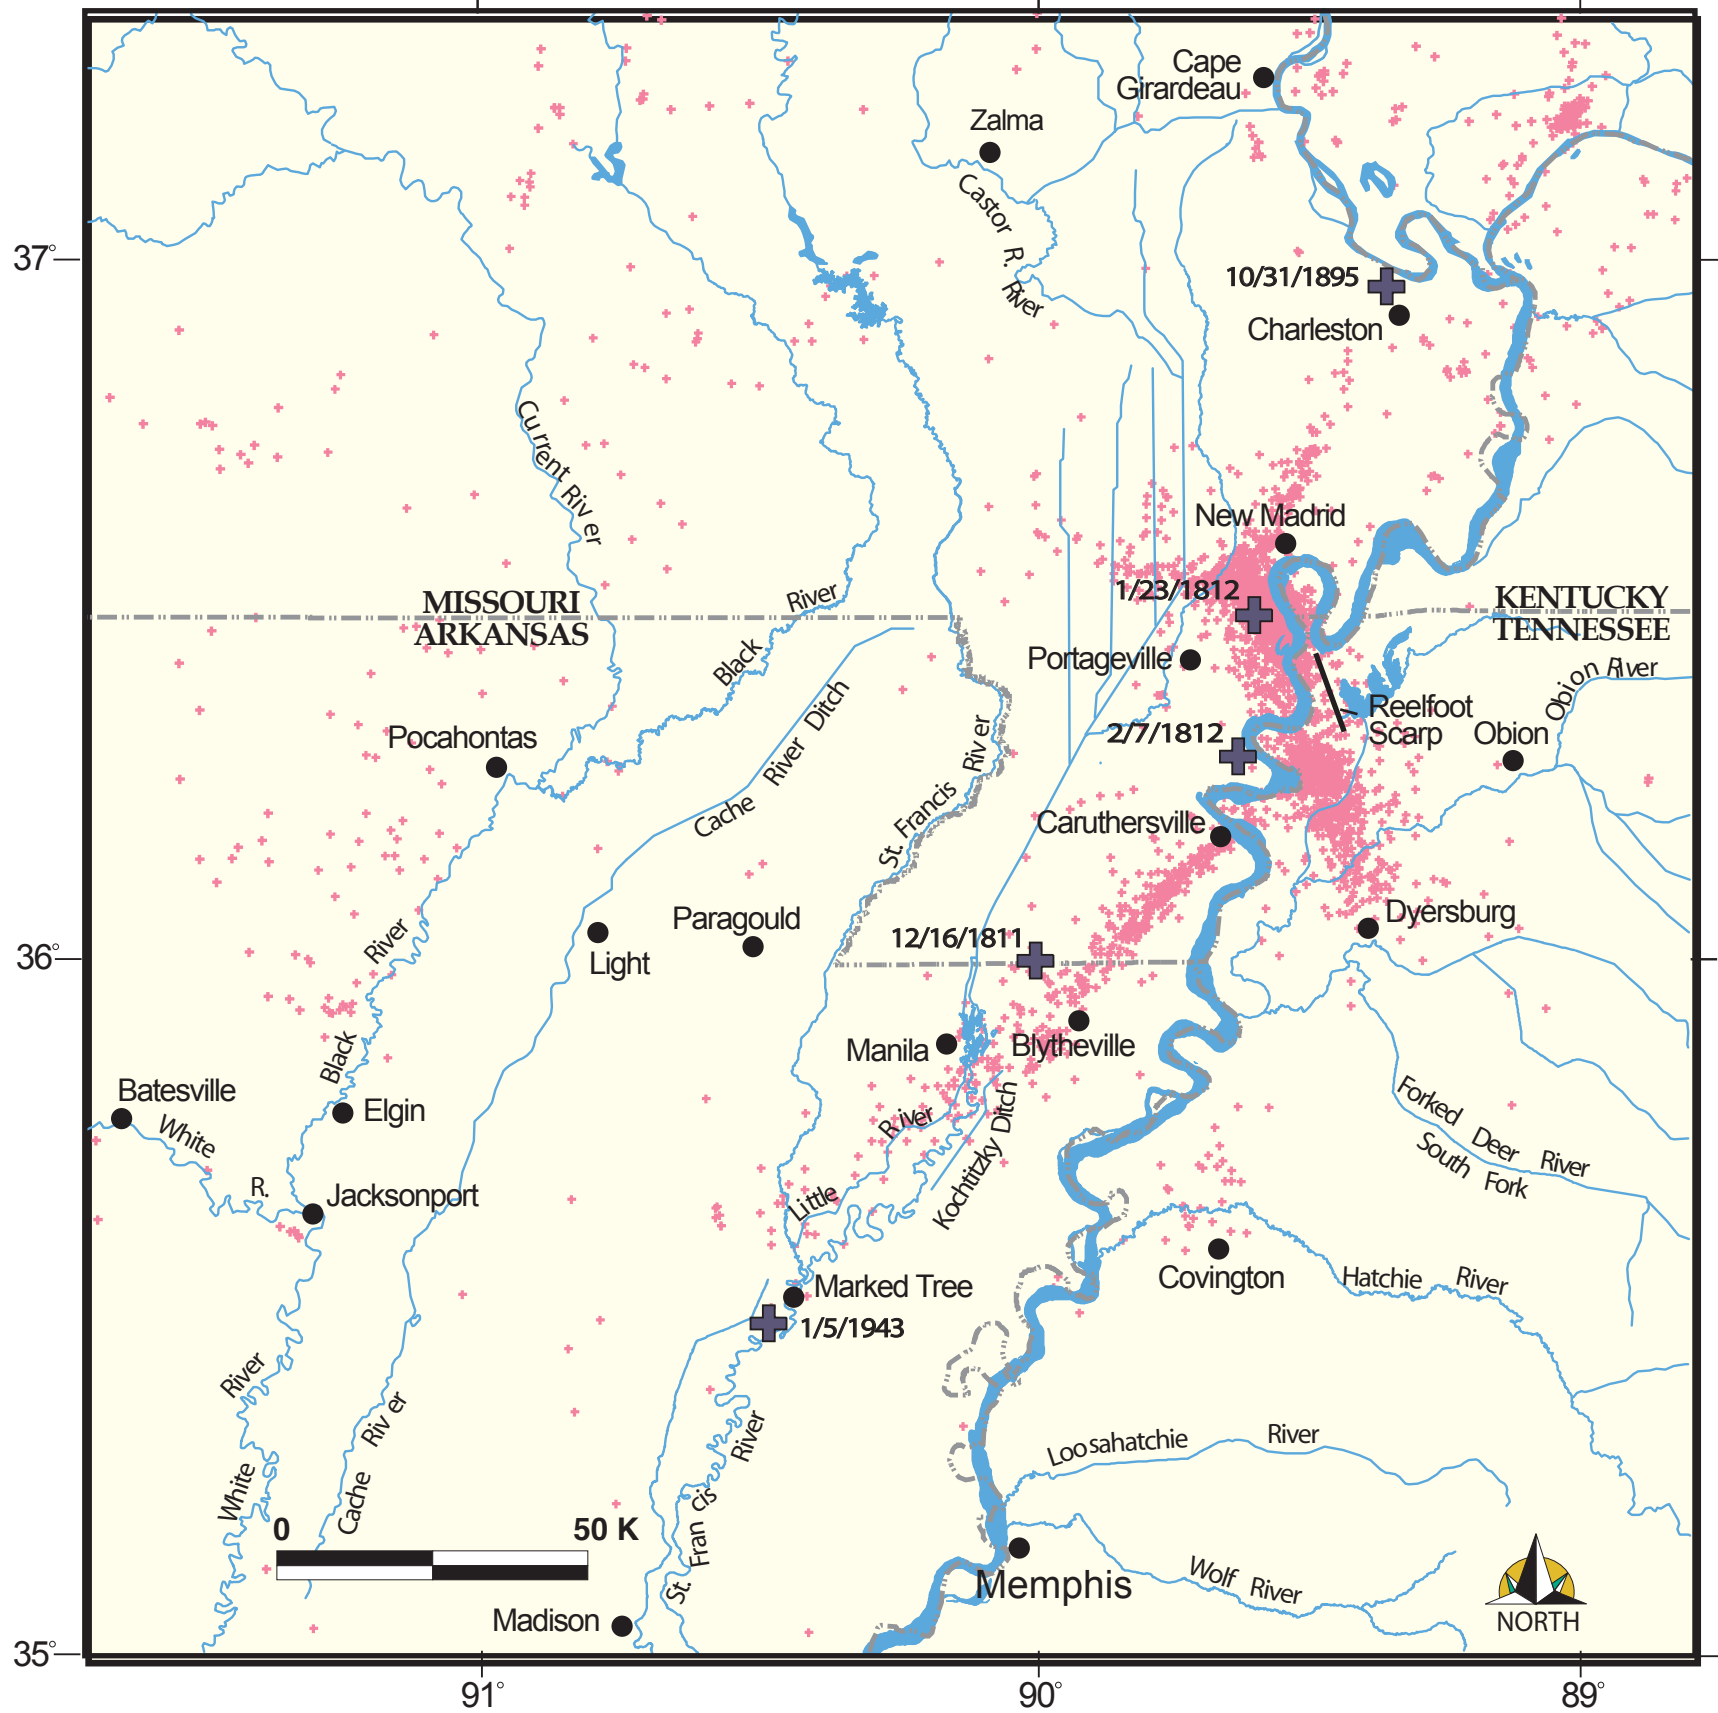 Cape
Girardeau
Zalma
Castor R.
River
37°
10/31/1895
Charleston
Current River
New Madrid
1/23/1812
MISSOURI
ARKANSAS
River
Black
KENTUCKY
TENNESSEE
Portageville
Obion River
Reelfoot
Scarp
Obion
2/7/1812
Pocahontas
Cache River Ditch
St. Francis River
Caruthersville
Dyersburg
Paragould
Light
12/16/1811
36°
River
Black
Manila
Blytheville
Batesville
Elgin
White
R.
Jacksonport
River
Little
Kochtitzky Ditch
Forked Deer River
South Fork
Covington
Hatchie River
Marked Tree
1/5/1943
River
White
Cache River
River
St. Francis
Loosahatchie River
0 50 K
Memphis
Wolf River
Madison
NORTH
35°
91° 90° 89°